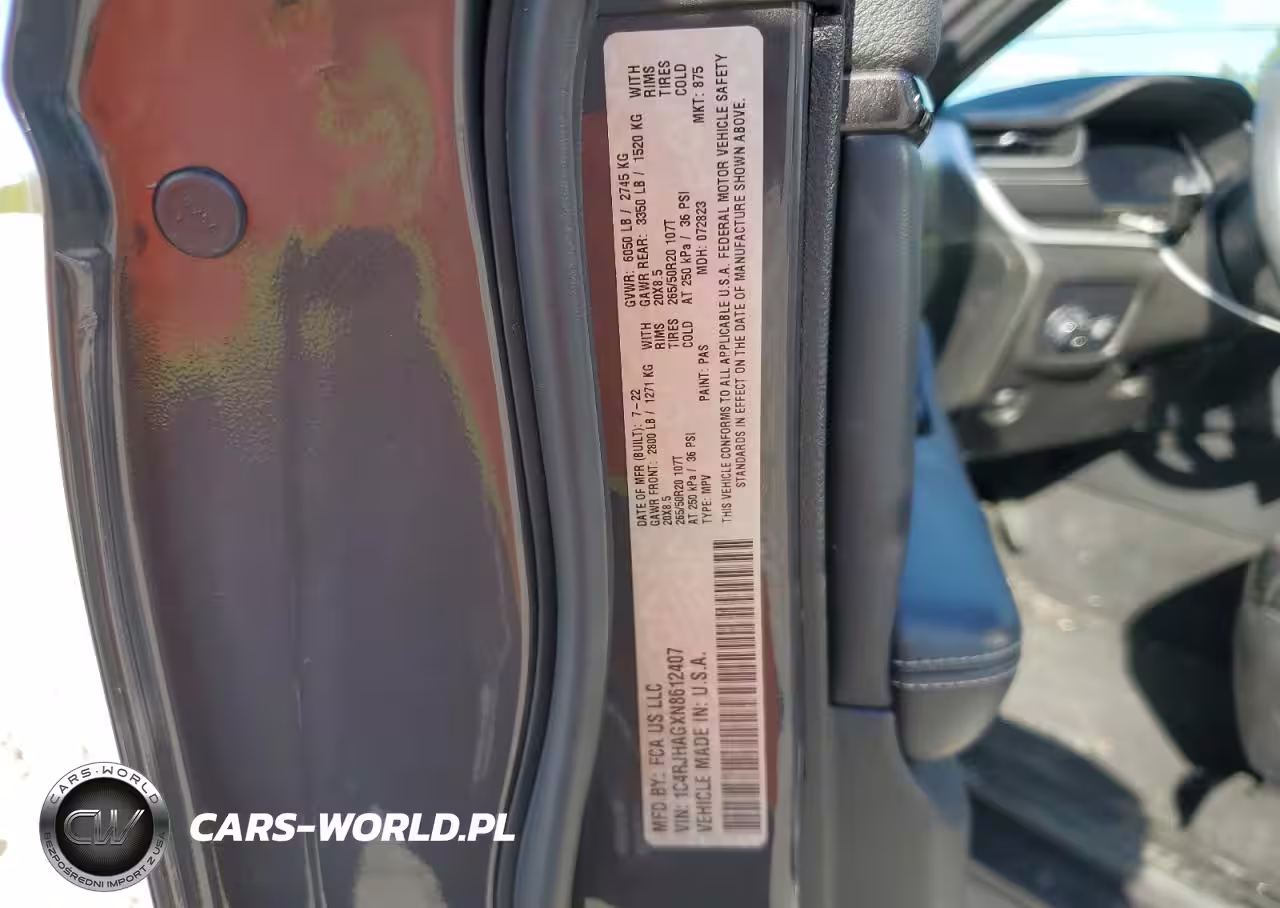 MFD BY: FCA US LLC
VIN: 1C4RJHAGXN8612407
VEHICLE MADE IN: U.S.A.
DATE OF MFR (BUILT): 7-22 GVWR: 6050 LB / 2745 KG
GAWR FRONT: 2800 LB / 1271 KG WITH GAWR REAR: 3350 LB / 1520 KG WITH
20X8.5 RIMS 20X8.5 RIMS
265/50R20 107T TIRES 265/50R20 107T TIRES
AT 250 kPa / 36 PSI COLD AT 250 kPa / 36 PSI COLD
TYPE: MPV PAINT: PAS MDH: 072823 MKT: 875
THIS VEHICLE CONFORMS TO ALL APPLICABLE U.S.A. FEDERAL MOTOR VEHICLE SAFETY
STANDARDS IN EFFECT ON THE DATE OF MANUFACTURE SHOWN ABOVE.
CARS-WORLD
CW
BEZPOŚREDNI IMPORT Z USA
CARS-WORLD.PL